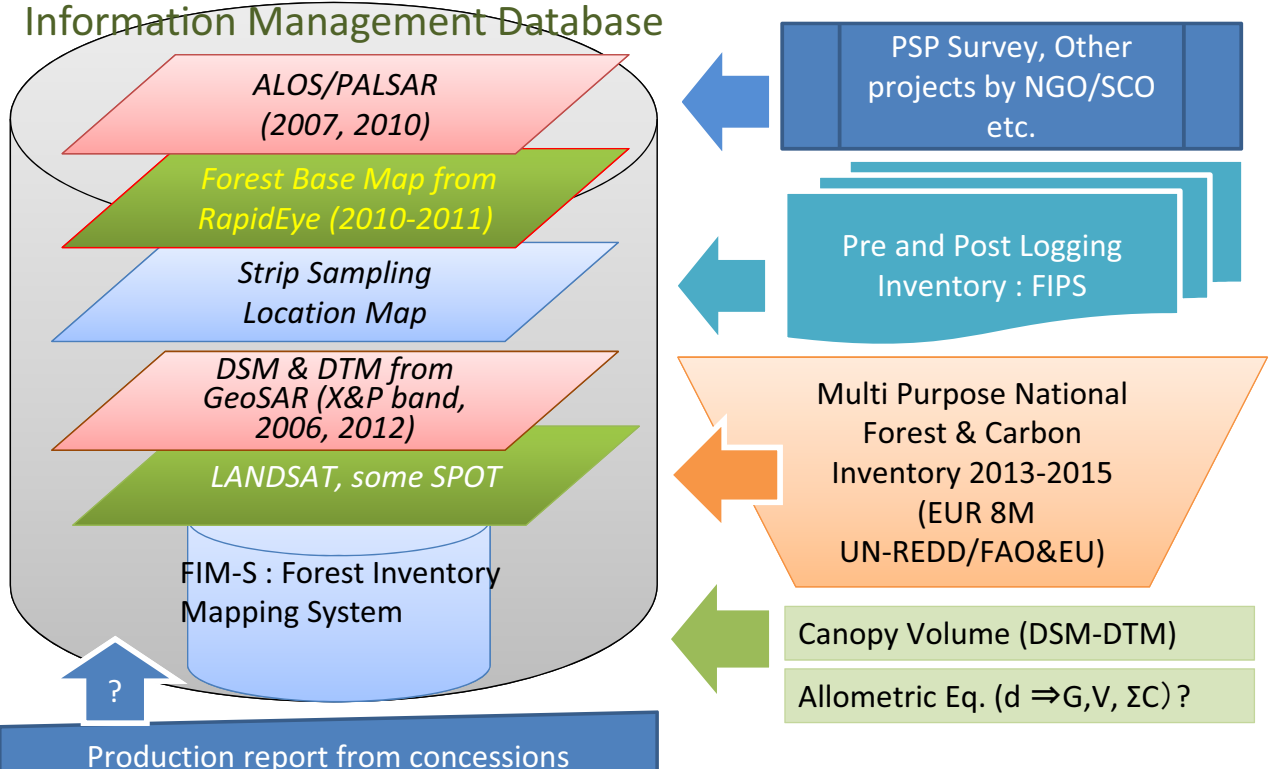 Information Management Database
ALOS/PALSAR
(2007, 2010)
Forest Base Map from
RapidEye (2010-2011)
Strip Sampling
Location Map
DSM & DTM from
GeoSAR (X&P band,
2006, 2012)
LANDSAT, some SPOT
FIM-S : Forest Inventory
Mapping System
?
Production report from concessions
PSP Survey, Other
projects by NGO/SCO
etc.
Pre and Post Logging
Inventory : FIPS
Multi Purpose National
Forest & Carbon
Inventory 2013-2015
(EUR 8M
UN-REDD/FAO&EU)
Canopy Volume (DSM-DTM)
Allometric Eq. (d ⇒G,V, ΣC）?